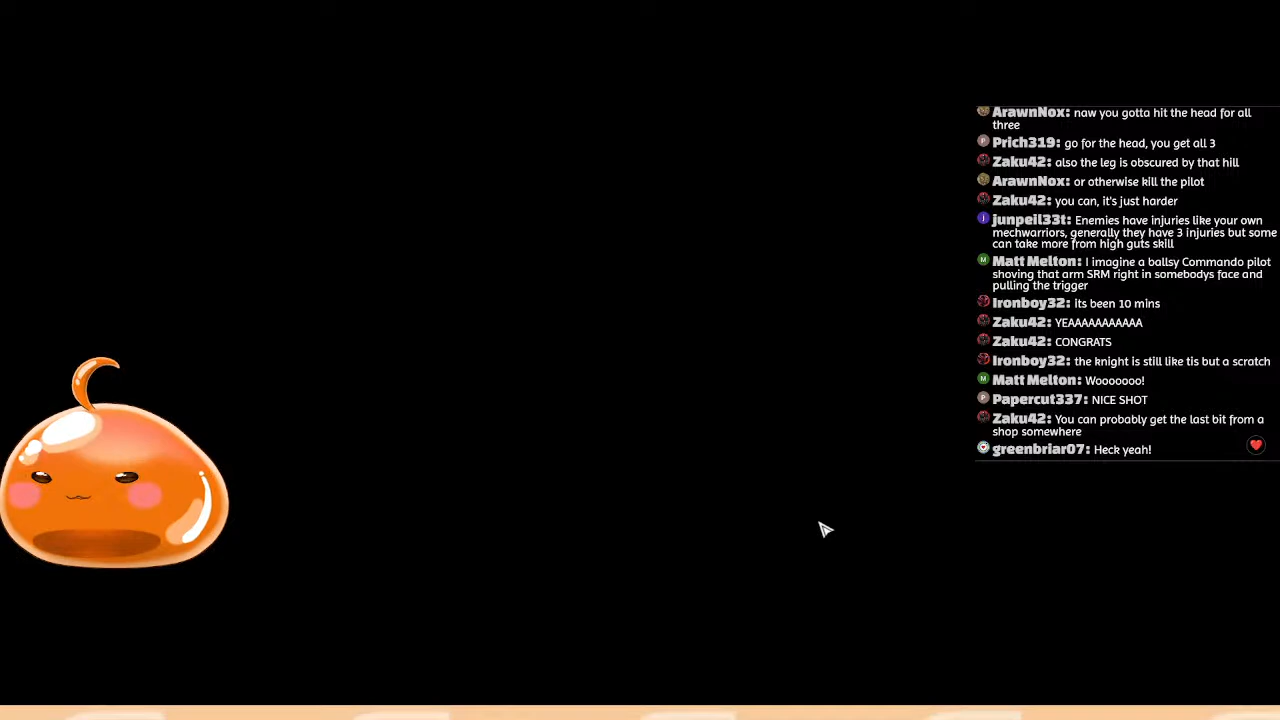 ArawnNox: naw you gotta hit the head for all
three
Prich319: go for the head, you get all 3
Zaku42: also the leg is obscured by that hill
ArawnNox: or otherwise kill the pilot
Zaku42: you can, it's just harder
junpeil33t: Enemies have injuries like your own
mechwarriors, generally they have 3 injuries but some
can take more from high guts skill
Matt Melton: I imagine a ballsy Commando pilot
shoving that arm SRM right in somebodys face and
pulling the trigger
Ironboy32: its been 10 mins
Zaku42: YEAAAAAAAAAAA
Zaku42: CONGRATS
Ironboy32: the knight is still like tis but a scratch
Matt Melton: Wooooooo!
Papercut337: NICE SHOT
Zaku42: You can probably get the last bit from a
shop somewhere
greenbriar07: Heck yeah!